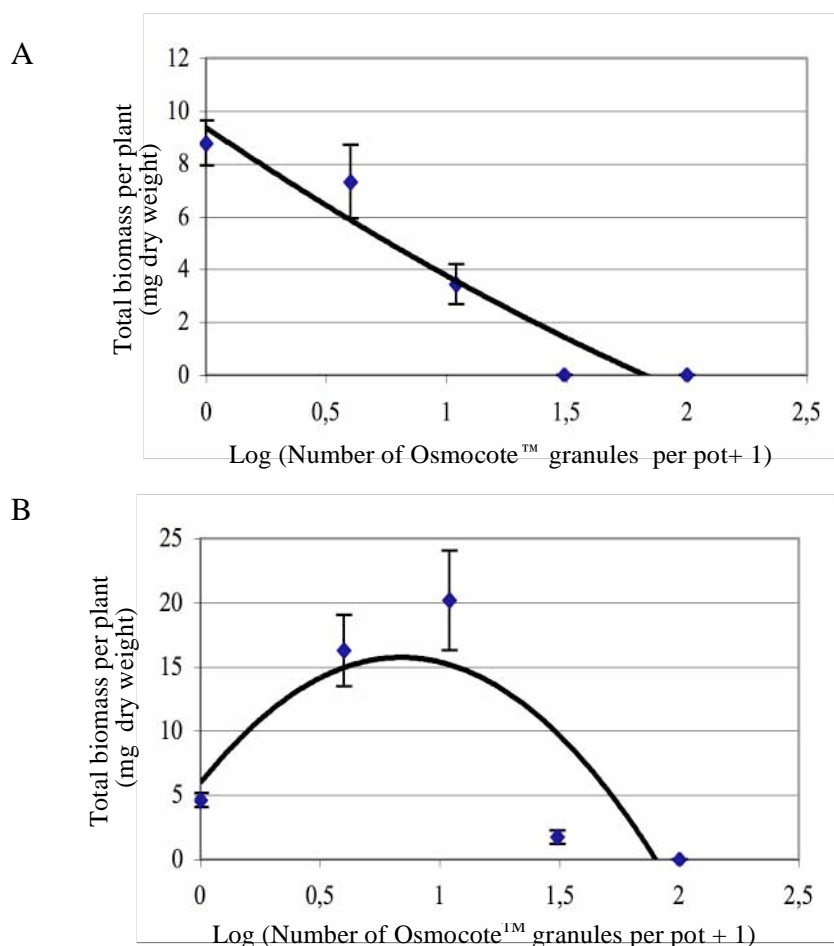 A
Total biomass per plant
(mg dry weight)
12
10
8
6
4
2
0
0 0,5 1 1,5 2 2,5
Log (Number of Osmocote™ granules per pot+ 1)
B
Total biomass per plant
(mg dry weight)
25
20
15
10
5
0
0 0,5 1 1,5 2 2,5
Log (Number of Osmocote™ granules per pot + 1)